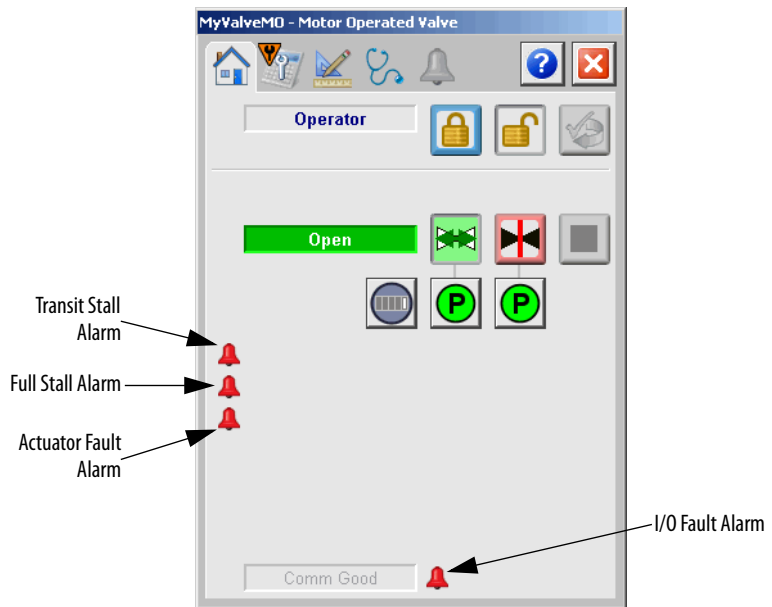 MyValveMO - Motor Operated Valve
?
Operator
Open
P P
Transit Stall
Alarm
Full Stall Alarm
Actuator Fault
Alarm
I/O Fault Alarm
Comm Good